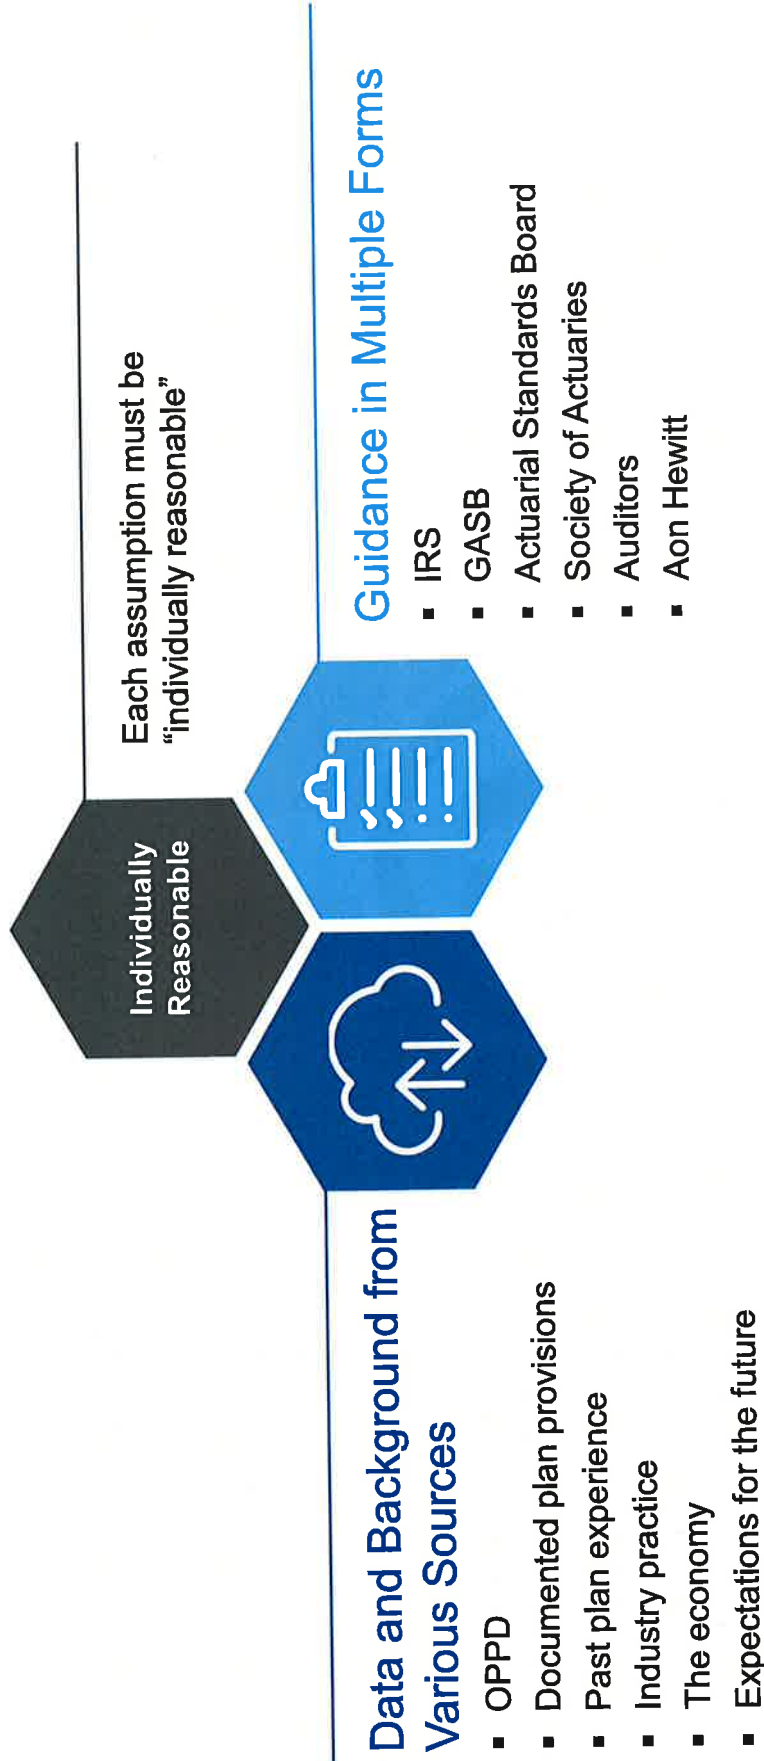 Individually
Reasonable
Each assumption must be
“individually reasonable”
Data and Background from
Various Sources
▪ OPPD
▪ Documented plan provisions
▪ Past plan experience
▪ Industry practice
▪ The economy
▪ Expectations for the future
Guidance in Multiple Forms
▪ IRS
▪ GASB
▪ Actuarial Standards Board
▪ Society of Actuaries
▪ Auditors
▪ Aon Hewitt